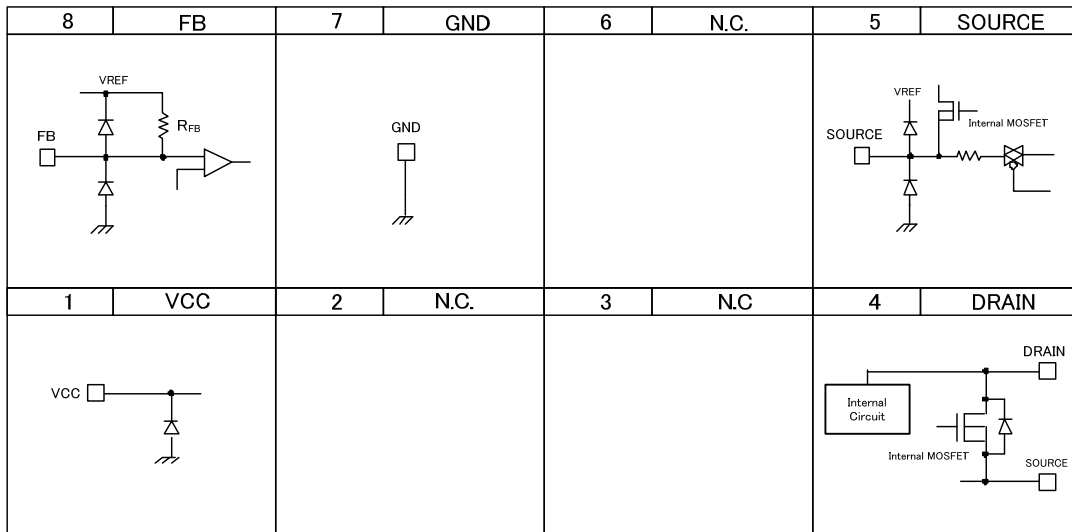 8 FB 7 GND 6 N.C. 5 SOURCE
VREF
FB
RFB
GND
VREF
SOURCE
Internal MOSFET
1 VCC 2 N.C. 3 N.C 4 DRAIN
VCC
DRAIN
Internal
Circuit
Internal MOSFET
SOURCE